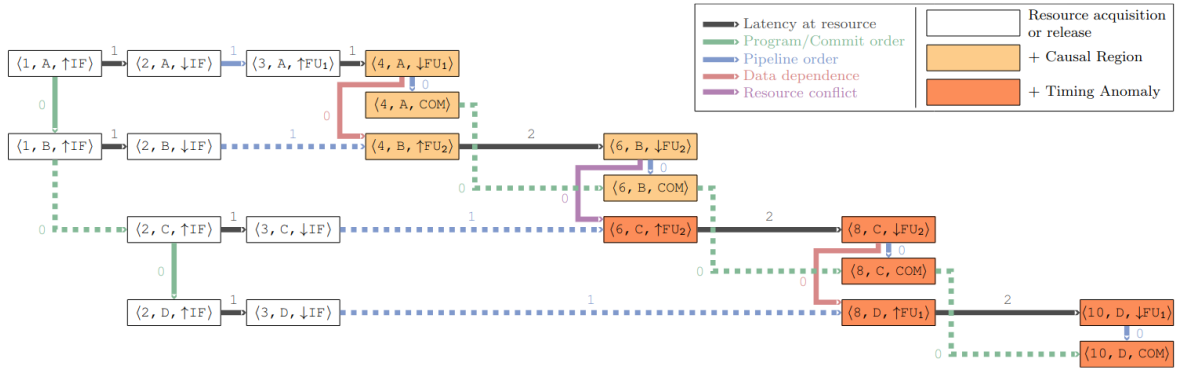 Latency at resource
Program/Commit order
Pipeline order
Data dependence
Resource conflict
Resource acquisition
or release
+ Causal Region
+ Timing Anomaly
1 1 1
⟨1, A, ↑IF⟩ ⟨2, A, ↓IF⟩ ⟨3, A, ↑FU₁⟩ ⟨4, A, ↓FU₁⟩
0
0 ⟨4, A, COM⟩
0
1 1 2
⟨1, B, ↑IF⟩ ⟨2, B, ↓IF⟩ ⟨4, B, ↑FU₂⟩ ⟨6, B, ↓FU₂⟩
0
0 ⟨6, B, COM⟩
0
1 1 2
0 ⟨2, C, ↑IF⟩ ⟨3, C, ↓IF⟩ ⟨6, C, ↑FU₂⟩ ⟨8, C, ↓FU₂⟩
0
0 0 ⟨8, C, COM⟩
0
1 1 2
⟨2, D, ↑IF⟩ ⟨3, D, ↓IF⟩ ⟨8, D, ↑FU₁⟩ ⟨10, D, ↓FU₁⟩
0
0 ⟨10, D, COM⟩